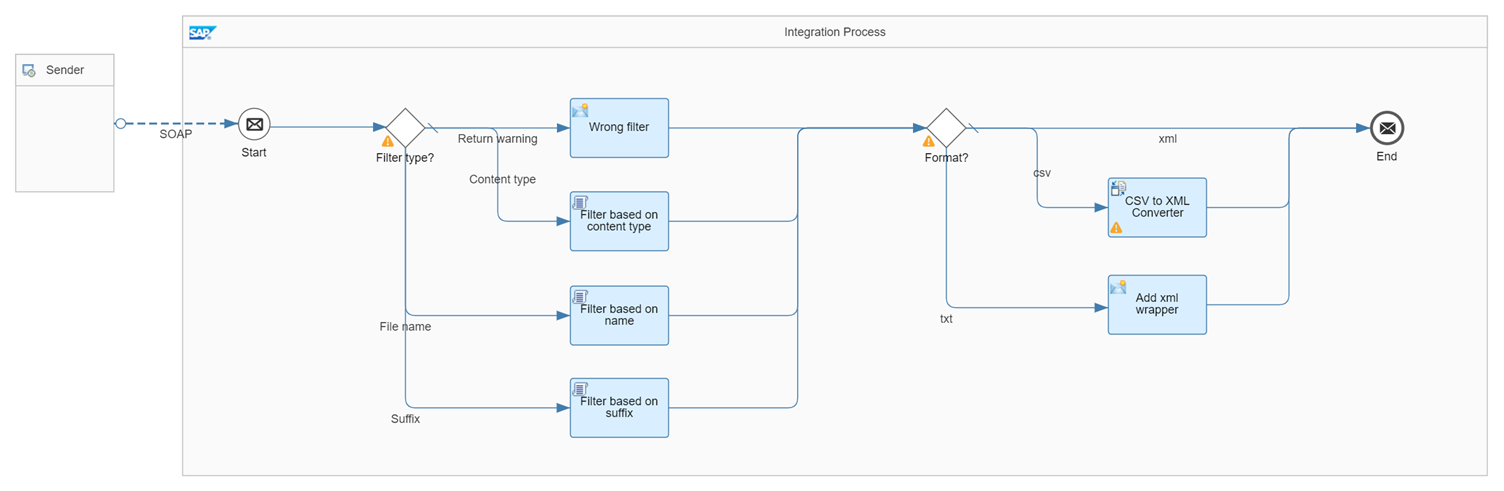 SAP
Integration Process
Sender
SOAP
Start
Filter type?
Return warning
Wrong filter
Content type
Filter based on
content type
File name
Filter based on
name
Suffix
Filter based on
suffix
Format?
xml
csv
CSV to XML
Converter
txt
Add xml
wrapper
End